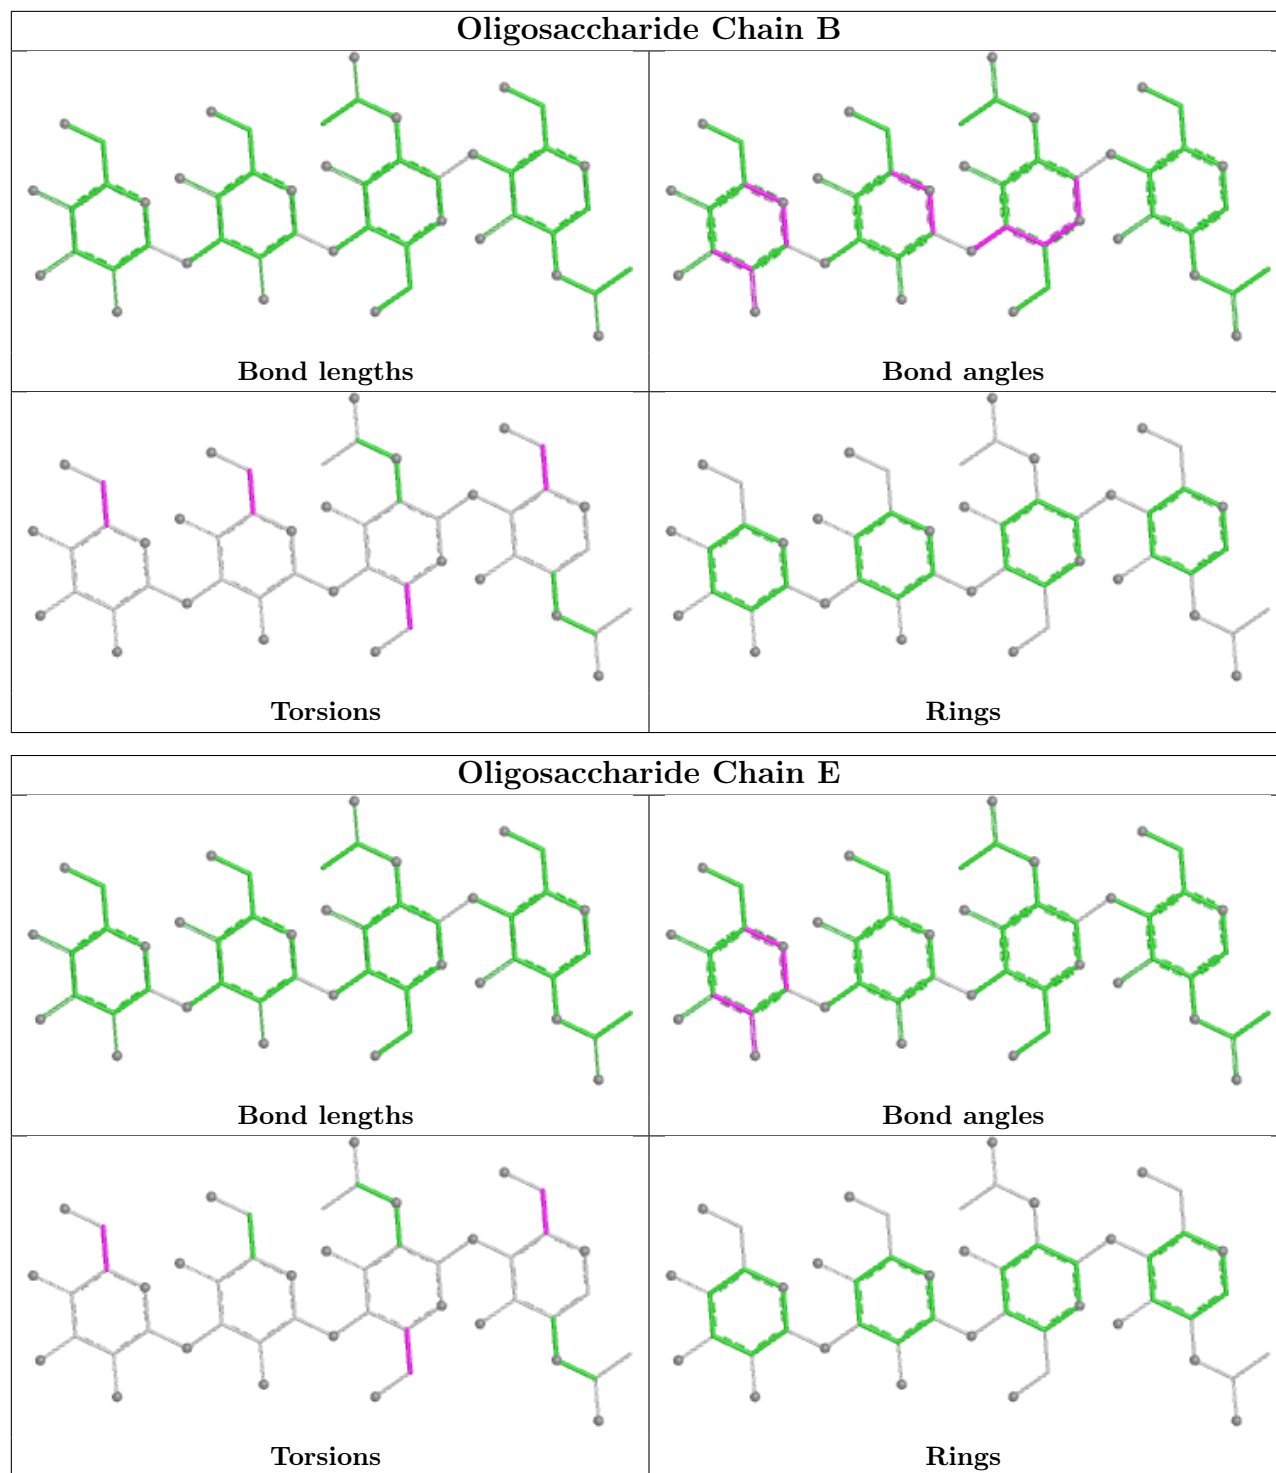 Oligosaccharide Chain B
Bond lengths
Bond angles
Torsions
Rings
Oligosaccharide Chain E
Bond lengths
Bond angles
Torsions
Rings